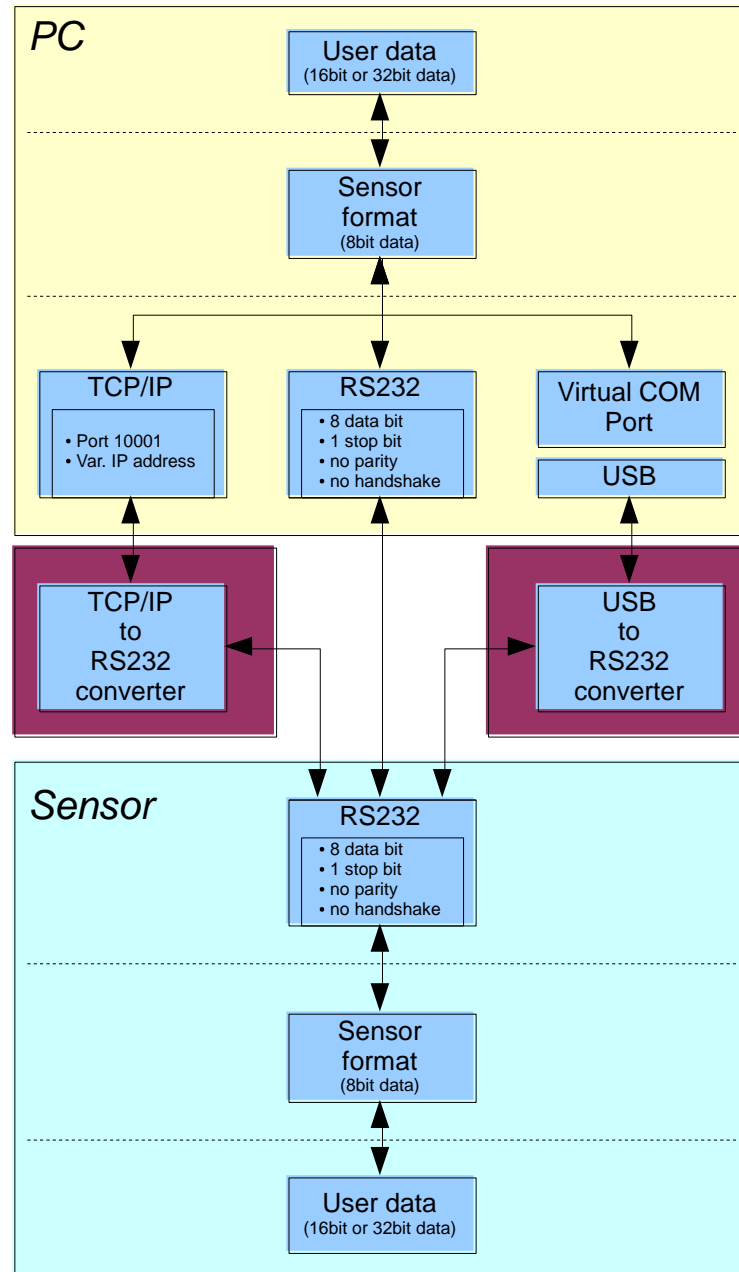 PC
User data
(16bit or 32bit data)
Sensor
format
(8bit data)
TCP/IP
• Port 10001
• Var. IP address
RS232
• 8 data bit
• 1 stop bit
• no parity
• no handshake
Virtual COM
Port
USB
TCP/IP
to
RS232
converter
USB
to
RS232
converter
Sensor
RS232
• 8 data bit
• 1 stop bit
• no parity
• no handshake
Sensor
format
(8bit data)
User data
(16bit or 32bit data)